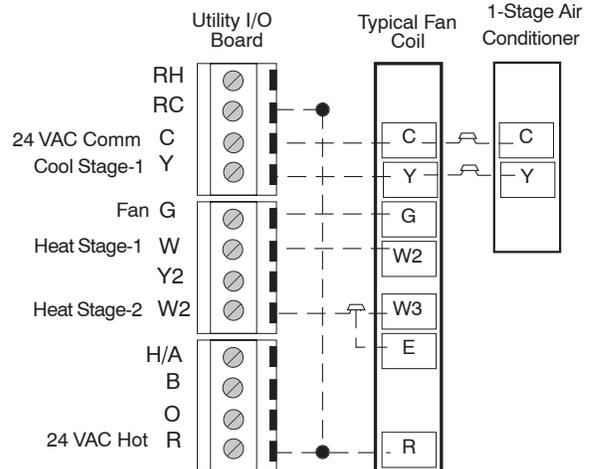 Utility I/O
Board
Typical Fan
Coil
1-Stage Air
Conditioner
RH
RC
24 VAC Comm C
C
C
Cool Stage-1 Y
Y
Y
Fan G
G
Heat Stage-1 W
W2
Y2
Heat Stage-2 W2
W3
E
H/A
B
O
24 VAC Hot R
R